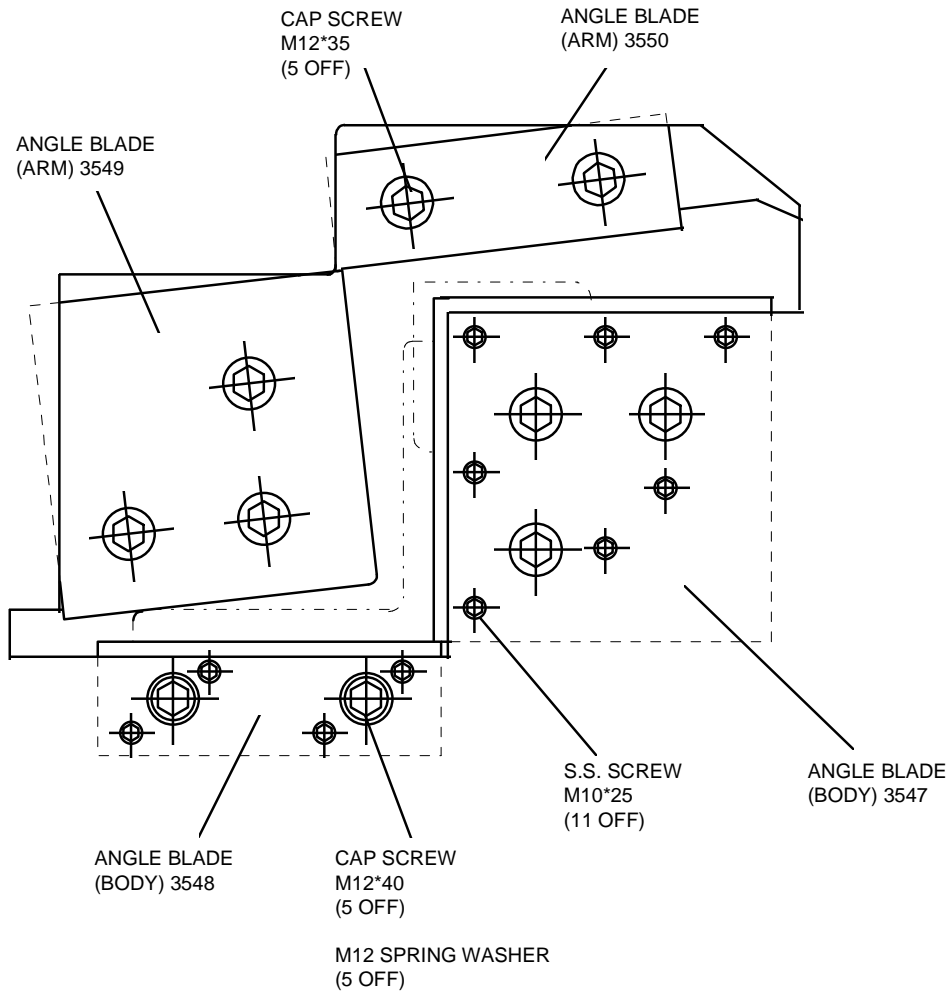 CAP SCREW
M12*35
(5 OFF)
ANGLE BLADE
(ARM) 3550
ANGLE BLADE
(ARM) 3549
S.S. SCREW
M10*25
(11 OFF)
ANGLE BLADE
(BODY) 3547
ANGLE BLADE
(BODY) 3548
CAP SCREW
M12*40
(5 OFF)
M12 SPRING WASHER
(5 OFF)